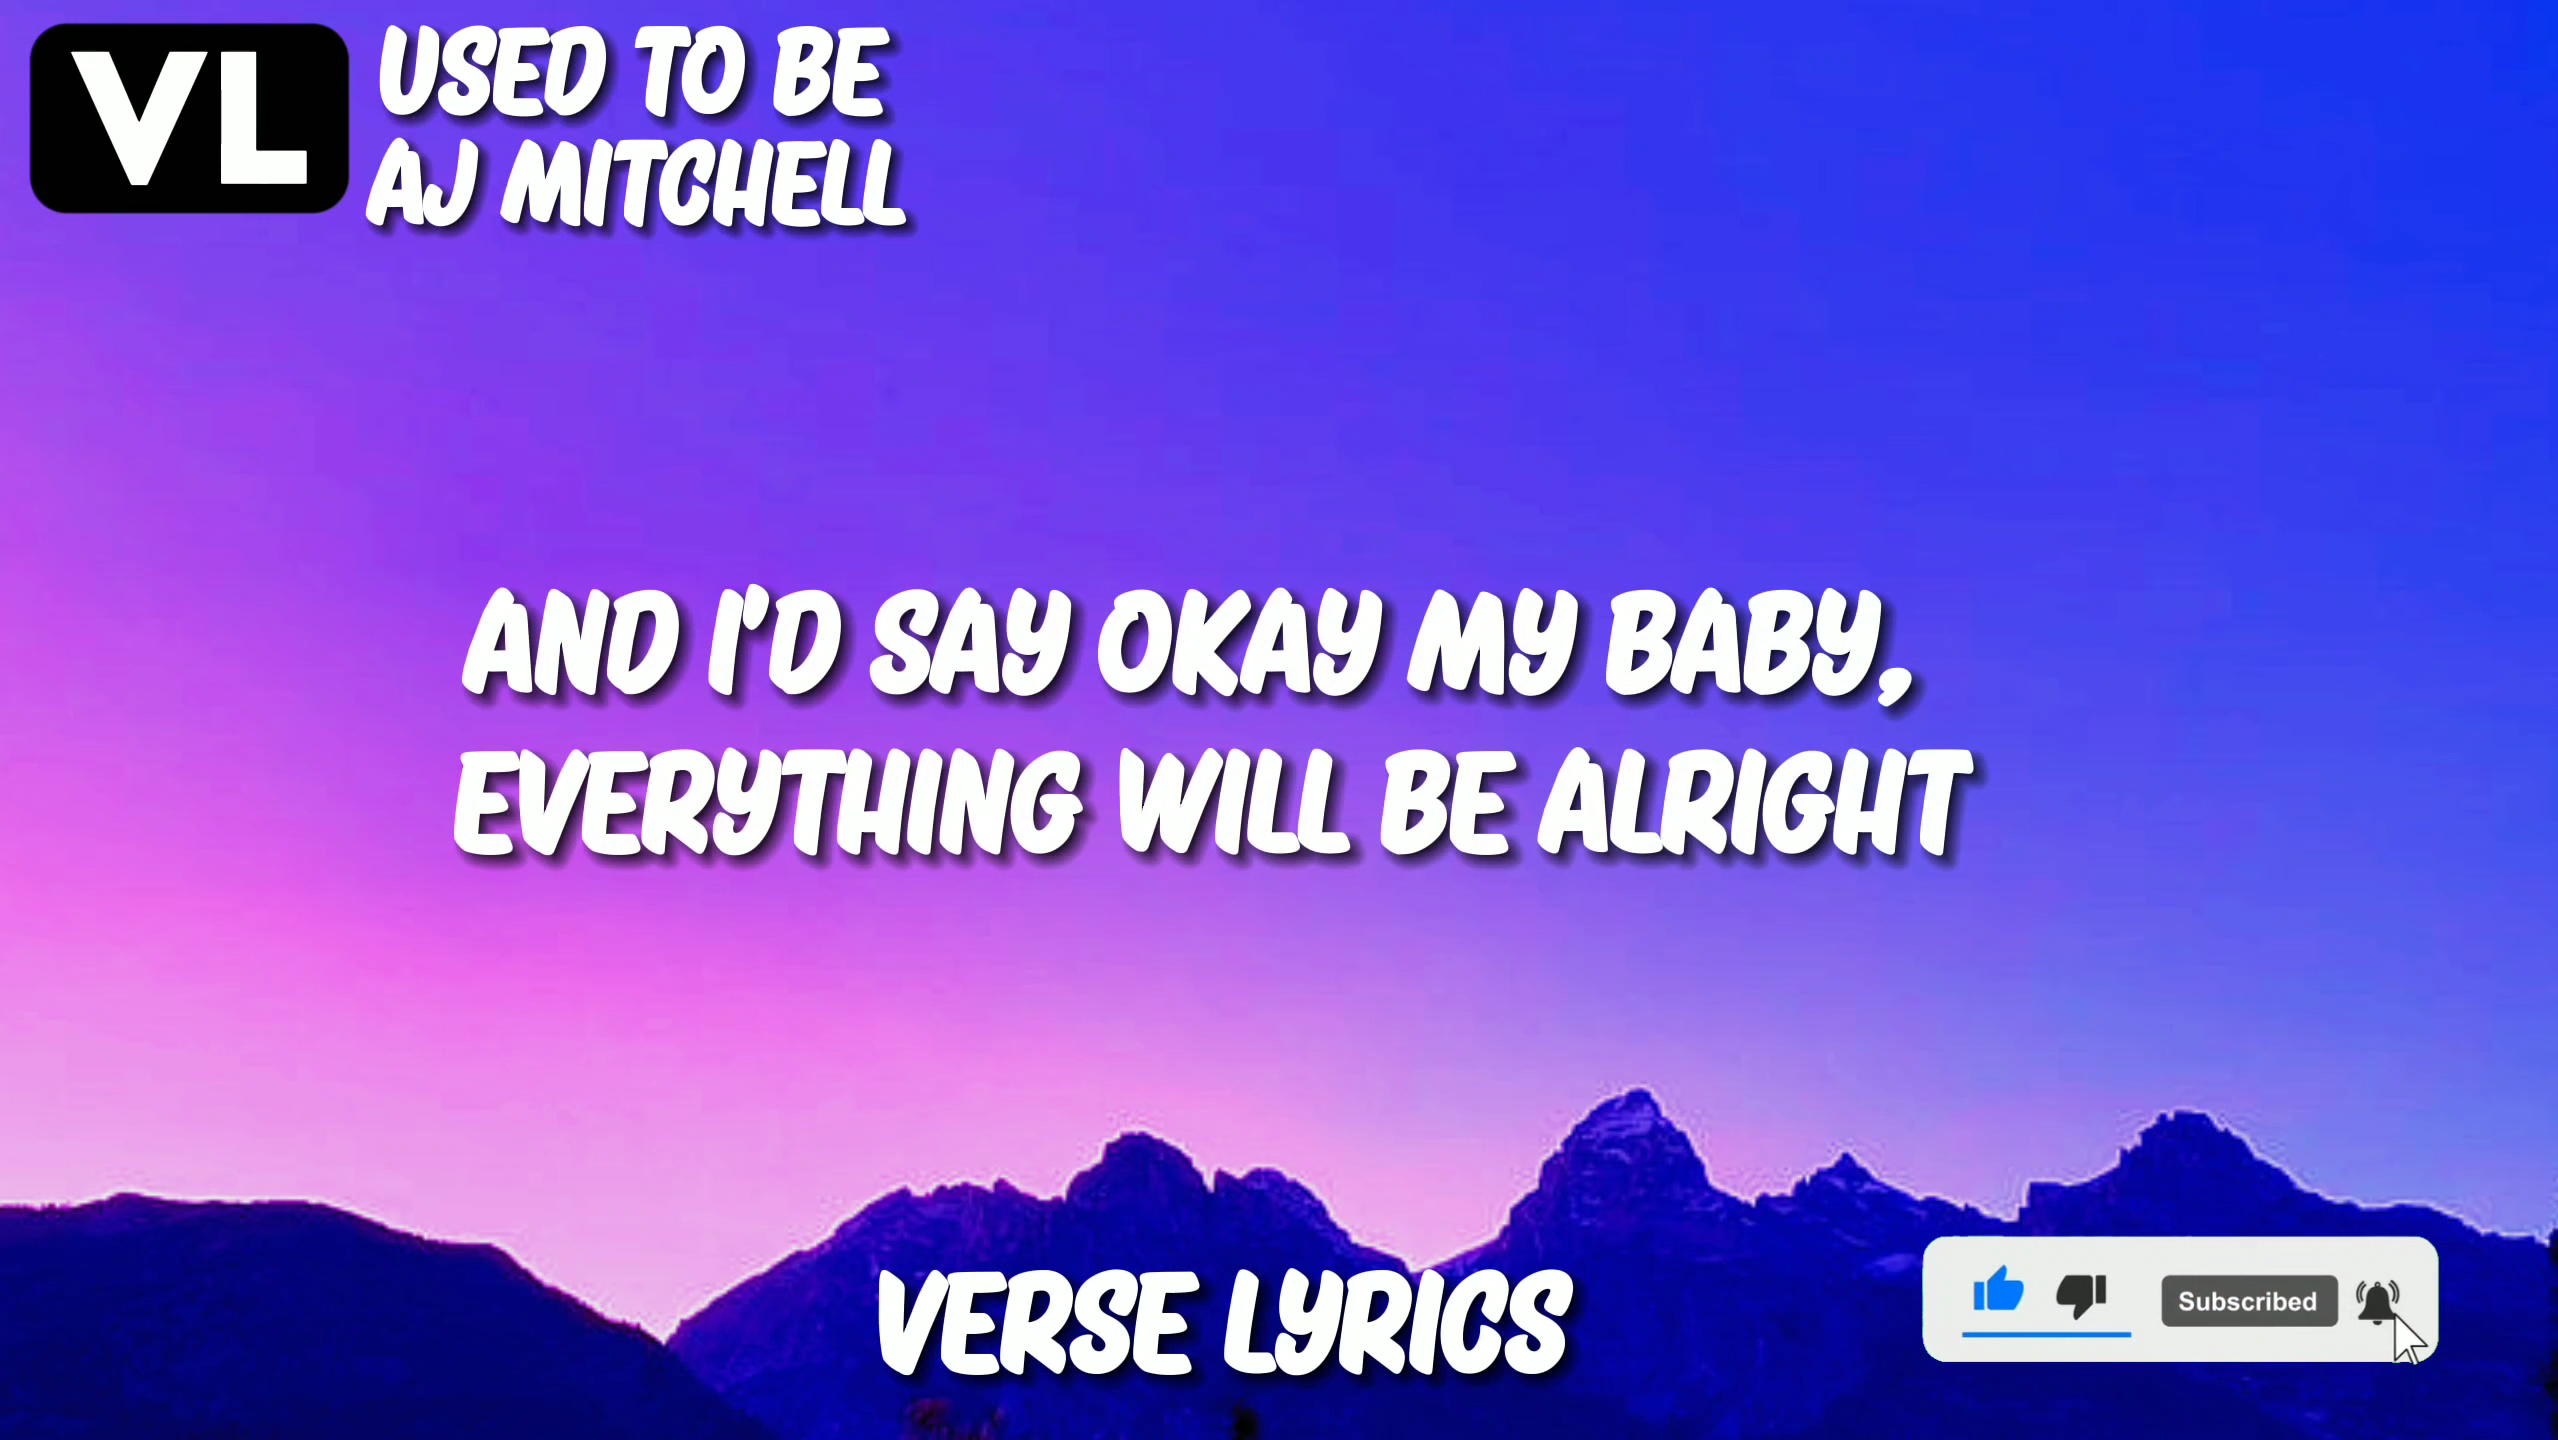 VL
USED TO BE
AJ MITCHELL
AND I'D SAY OKAY MY BABY,
EVERYTHING WILL BE ALRIGHT
VERSE LYRICS
Subscribed